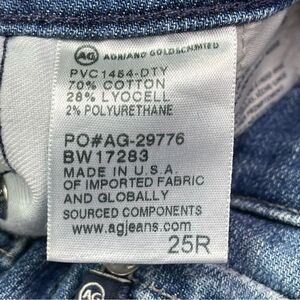 AG ADRIANO GOLDSCHMIED
PVC1454-DTY
70% COTTON
28% LYOCELL
2% POLYURETHANE
PO#AG-29776
BW17283
MADE IN U.S.A.
OF IMPORTED FABRIC
AND GLOBALLY
SOURCED COMPONENTS
www.agjeans.com
25R
AG